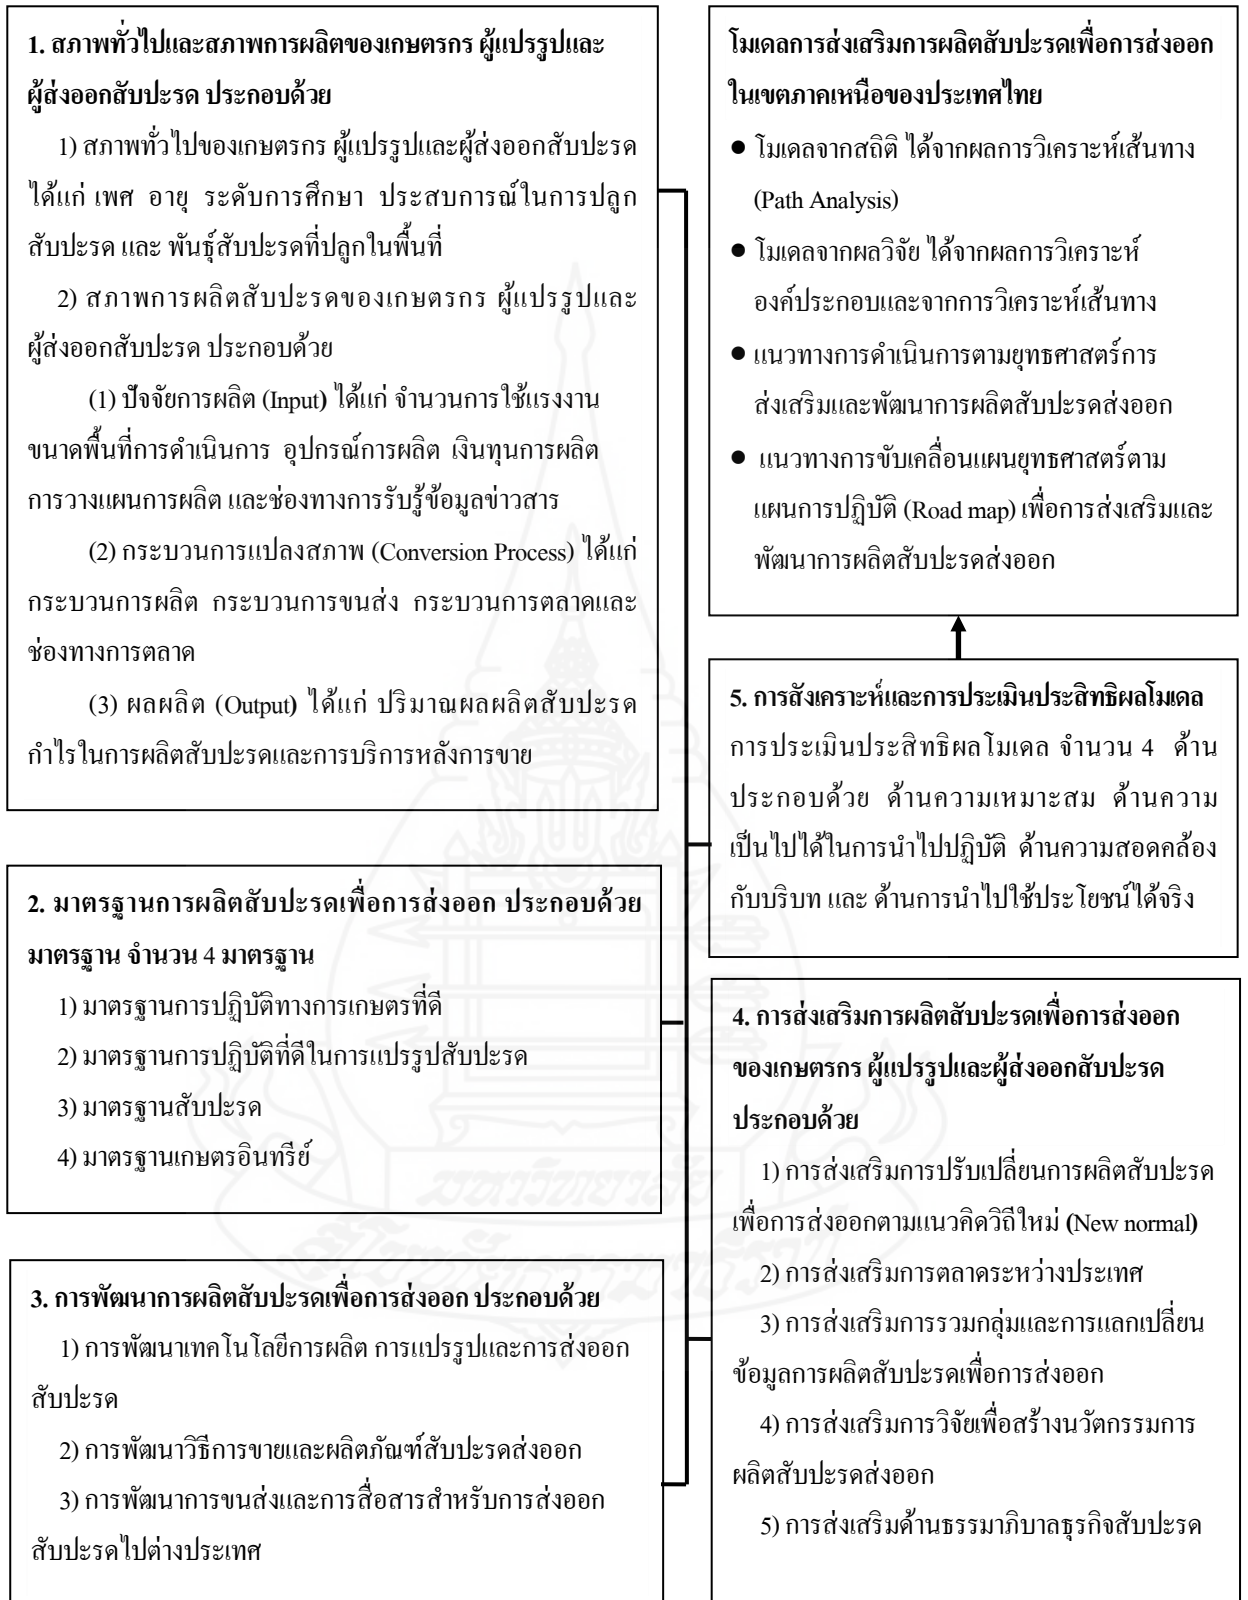 1. สภาพทั่วไปและสภาพการผลิตของเกษตรกร ผู้แปรรูปและ
ผู้ส่งออกสับปะรด ประกอบด้วย
1) สภาพทั่วไปของเกษตรกร ผู้แปรรูปและผู้ส่งออกสับปะรด
ได้แก่ เพศ อายุ ระดับการศึกษา ประสบการณ์ในการปลูก
สับปะรด และ พันธุ์สับปะรดที่ปลูกในพื้นที่
2) สภาพการผลิตสับปะรดของเกษตรกร ผู้แปรรูปและ
ผู้ส่งออกสับปะรด ประกอบด้วย
(1) ปัจจัยการผลิต (Input) ได้แก่ จำนวนการใช้แรงงาน
ขนาดพื้นที่การดำเนินการ อุปกรณ์การผลิต เงินทุนการผลิต
การวางแผนการผลิต และช่องทางการรับรู้ข้อมูลข่าวสาร
(2) กระบวนการแปลงสภาพ (Conversion Process) ได้แก่
กระบวนการผลิต กระบวนการขนส่ง กระบวนการตลาดและ
ช่องทางการตลาด
(3) ผลผลิต (Output) ได้แก่ ปริมาณผลผลิตสับปะรด
กำไรในการผลิตสับปะรดและการบริการหลังการขาย
2. มาตรฐานการผลิตสับปะรดเพื่อการส่งออก ประกอบด้วย
มาตรฐาน จำนวน 4 มาตรฐาน
1) มาตรฐานการปฏิบัติทางการเกษตรที่ดี
2) มาตรฐานการปฏิบัติที่ดีในการแปรรูปสับปะรด
3) มาตรฐานสับปะรด
4) มาตรฐานเกษตรอินทรีย์
3. การพัฒนาการผลิตสับปะรดเพื่อการส่งออก ประกอบด้วย
1) การพัฒนาเทคโนโลยีการผลิต การแปรรูปและการส่งออก
สับปะรด
2) การพัฒนาวิธีการขายและผลิตภัณฑ์สับปะรดส่งออก
3) การพัฒนาการขนส่งและการสื่อสารสำหรับการส่งออก
สับปะรดไปต่างประเทศ
โมเดลการส่งเสริมการผลิตสับปะรดเพื่อการส่งออก
ในเขตภาคเหนือของประเทศไทย
● โมเดลจากสถิติ ได้จากผลการวิเคราะห์เส้นทาง
(Path Analysis)
● โมเดลจากผลวิจัย ได้จากผลการวิเคราะห์
องค์ประกอบและจากการวิเคราะห์เส้นทาง
● แนวทางการดำเนินการตามยุทธศาสตร์การ
ส่งเสริมและพัฒนาการผลิตสับปะรดส่งออก
● แนวทางการขับเคลื่อนแผนยุทธศาสตร์ตาม
แผนการปฏิบัติ (Road map) เพื่อการส่งเสริมและ
พัฒนาการผลิตสับปะรดส่งออก
5. การสังเคราะห์และการประเมินประสิทธิผลโมเดล
การประเมินประสิทธิผลโมเดล จำนวน 4 ด้าน
ประกอบด้วย ด้านความเหมาะสม ด้านความ
เป็นไปได้ในการนำไปปฏิบัติ ด้านความสอดคล้อง
กับบริบท และ ด้านการนำไปใช้ประโยชน์ได้จริง
4. การส่งเสริมการผลิตสับปะรดเพื่อการส่งออก
ของเกษตรกร ผู้แปรรูปและผู้ส่งออกสับปะรด
ประกอบด้วย
1) การส่งเสริมการปรับเปลี่ยนการผลิตสับปะรด
เพื่อการส่งออกตามแนวคิดวิถีใหม่ (New normal)
2) การส่งเสริมการตลาดระหว่างประเทศ
3) การส่งเสริมการรวมกลุ่มและการแลกเปลี่ยน
ข้อมูลการผลิตสับปะรดเพื่อการส่งออก
4) การส่งเสริมการวิจัยเพื่อสร้างนวัตกรรมการ
ผลิตสับปะรดส่งออก
5) การส่งเสริมด้านธรรมาภิบาลธุรกิจสับปะรด
มหาวิทยาลัย
สุโขทัยธรรมาธิราช